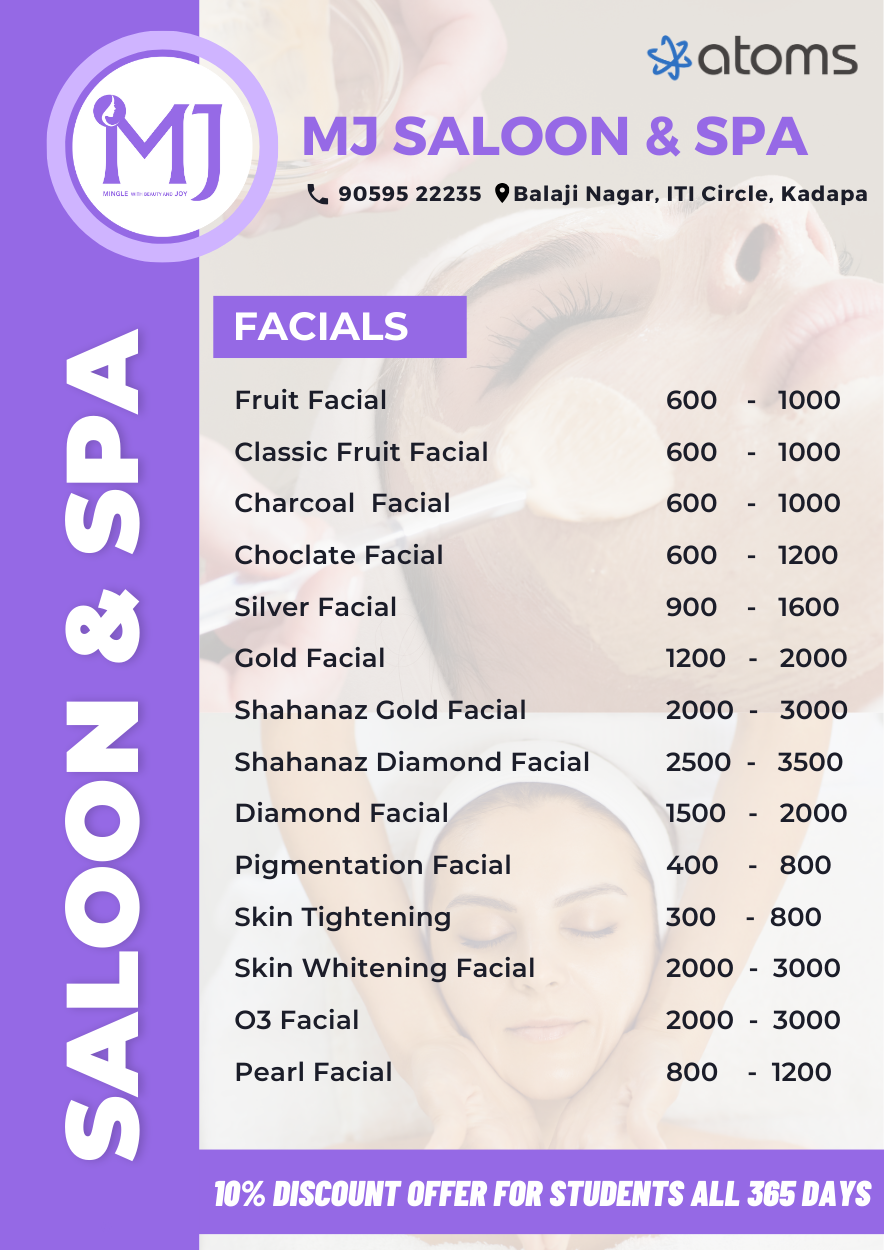 atoms
MJ
MINGLE WITH BEAUTY AND JOY
MJ SALOON & SPA
90595 22235 Balaji Nagar, ITI Circle, Kadapa
SALOON & SPA
FACIALS
Fruit Facial 600 - 1000
Classic Fruit Facial 600 - 1000
Charcoal Facial 600 - 1000
Choclate Facial 600 - 1200
Silver Facial 900 - 1600
Gold Facial 1200 - 2000
Shahanaz Gold Facial 2000 - 3000
Shahanaz Diamond Facial 2500 - 3500
Diamond Facial 1500 - 2000
Pigmentation Facial 400 - 800
Skin Tightening 300 - 800
Skin Whitening Facial 2000 - 3000
O3 Facial 2000 - 3000
Pearl Facial 800 - 1200
10% DISCOUNT OFFER FOR STUDENTS ALL 365 DAYS